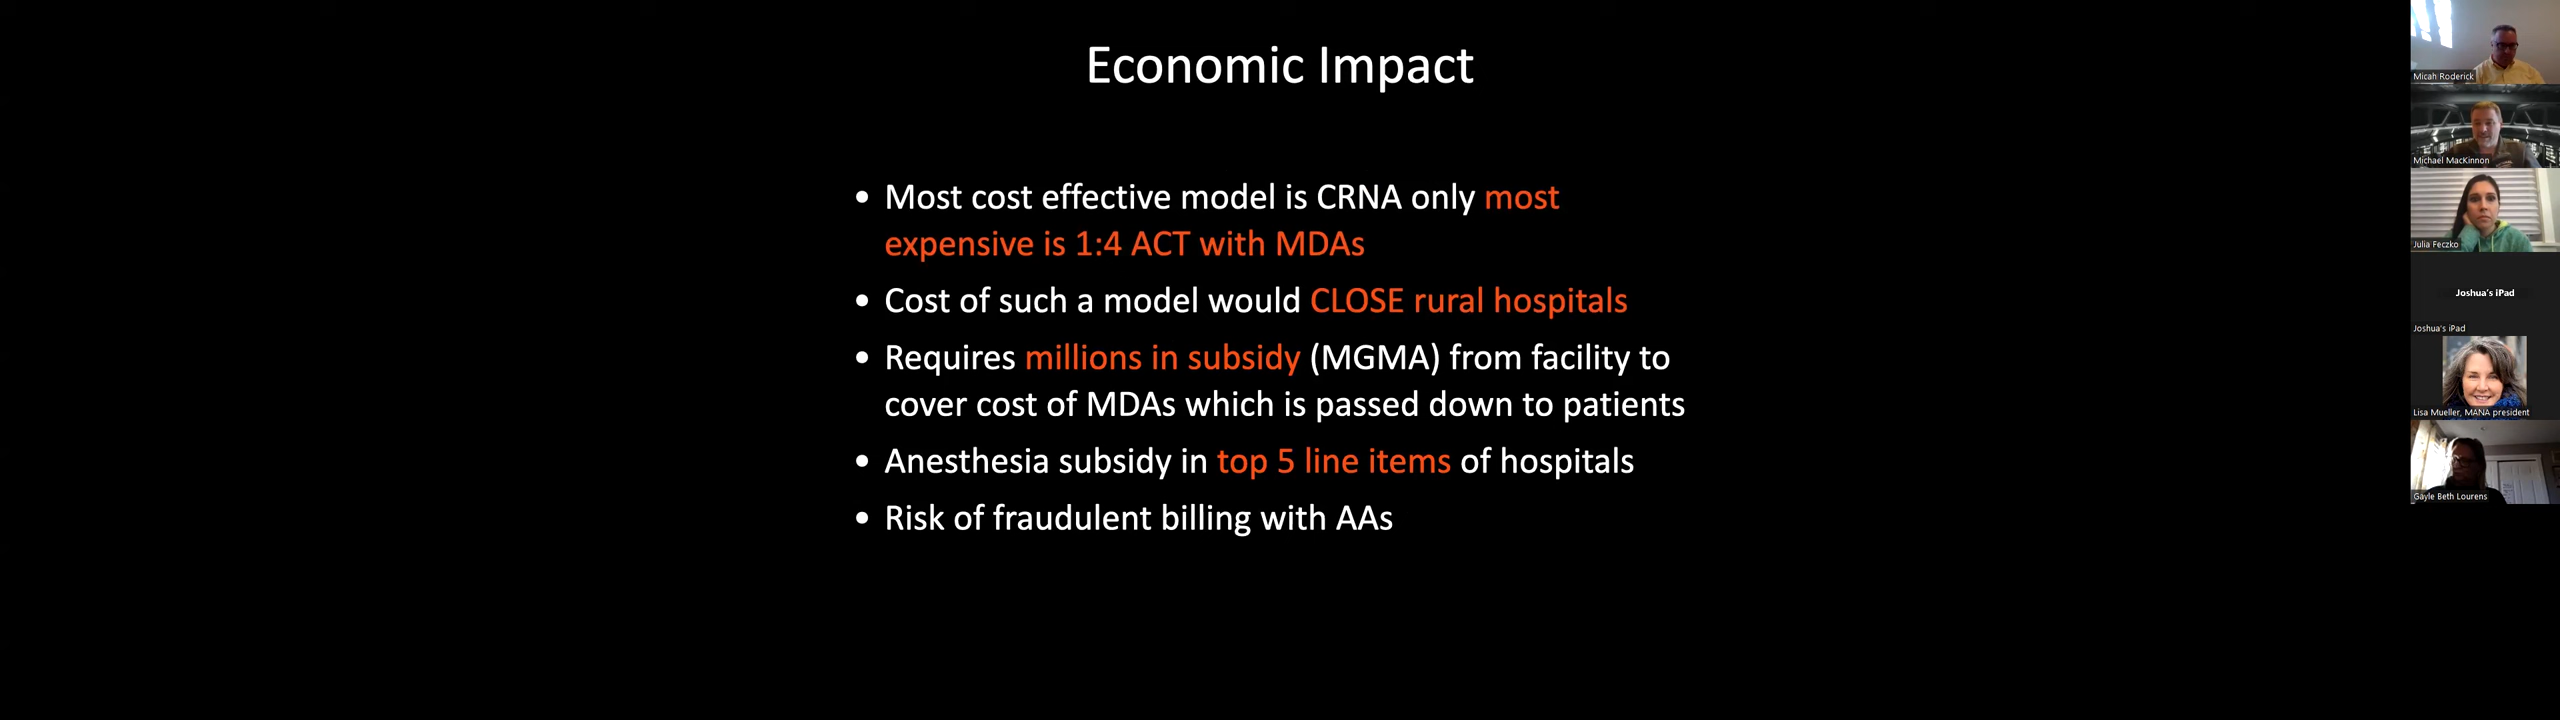 Economic Impact
• Most cost effective model is CRNA only most
expensive is 1:4 ACT with MDAs
• Cost of such a model would CLOSE rural hospitals
• Requires millions in subsidy (MGMA) from facility to
cover cost of MDAs which is passed down to patients
• Anesthesia subsidy in top 5 line items of hospitals
• Risk of fraudulent billing with AAs
Micah Roderick
Michael MacKinnon
Julia Feczko
Joshua's iPad
Joshua's iPad
Lisa Mueller, MANA president
Gayle Beth Lourens